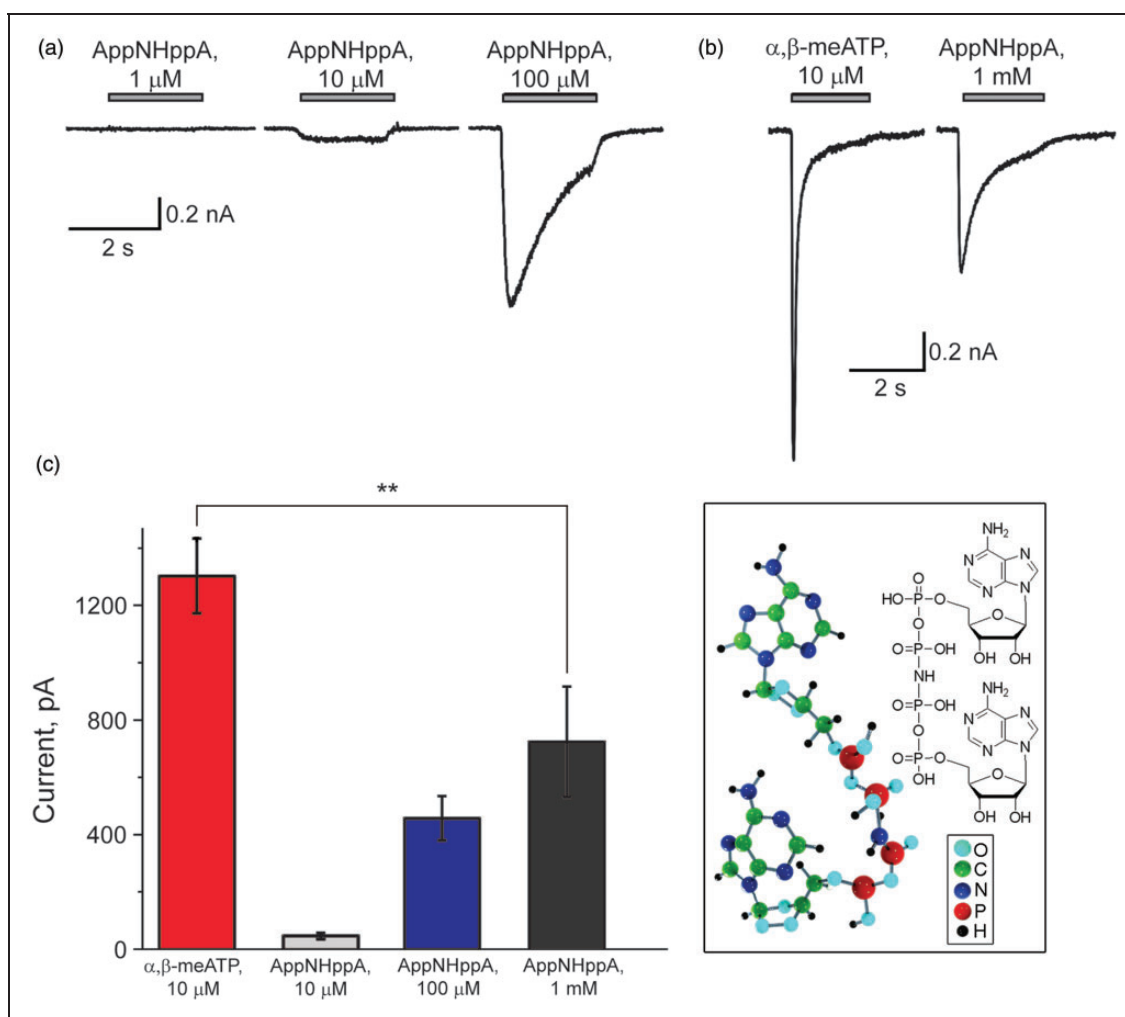 (a)
AppNHppA,
1 μM
AppNHppA,
10 μM
AppNHppA,
100 μM
0.2 nA
2 s
(b)
α,β-meATP,
10 μM
AppNHppA,
1 mM
0.2 nA
2 s
(c)
**
Current, pA
1200
800
400
0
α,β-meATP,
10 μM
AppNHppA,
10 μM
AppNHppA,
100 μM
AppNHppA,
1 mM
NH2
N
N
N
N
O
HO-P-O
O
O
OH OH
O=P-OH
NH
O=P-OH
NH2
N
N
N
N
O
O=P-O
OH
O
OH OH
O
C
N
P
H